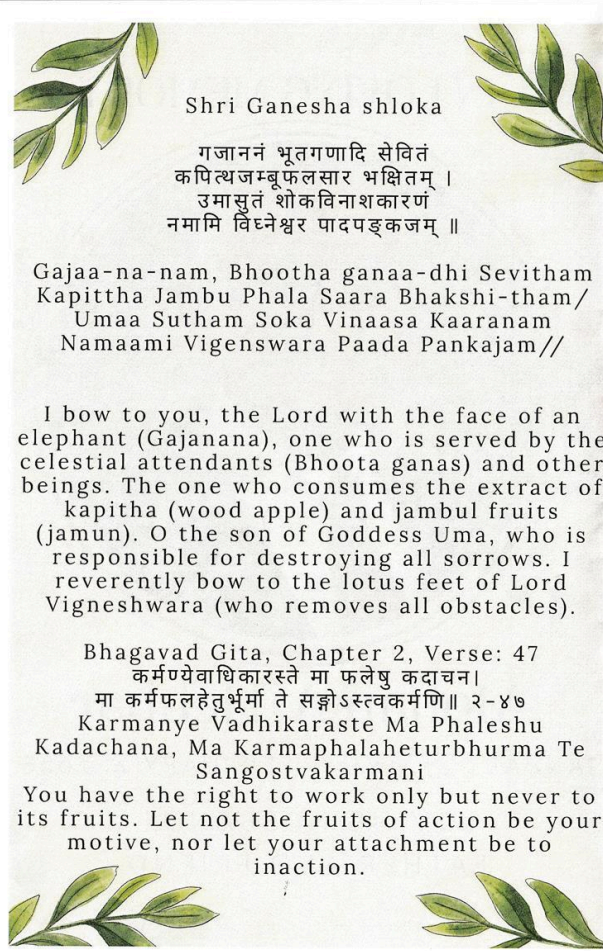 Shri Ganesha shloka
गजाननं भूतगणादि सेवितं
कपित्थजम्बूफलसार भक्षितम् ।
उमासुतं शोकविनाशकारणं
नमामि विघ्नेश्वर पादपङ्कजम् ॥
Gajaa-na-nam, Bhootha ganaa-dhi Sevitham
Kapittha Jambu Phala Saara Bhakshi-tham/
Umaa Sutham Soka Vinaasa Kaaranam
Namaami Vigenswara Paada Pankajam//
I bow to you, the Lord with the face of an
elephant (Gajanana), one who is served by the
celestial attendants (Bhoota ganas) and other
beings. The one who consumes the extract of
kapitha (wood apple) and jambul fruits
(jamun). O the son of Goddess Uma, who is
responsible for destroying all sorrows. I
reverently bow to the lotus feet of Lord
Vigneshwara (who removes all obstacles).
Bhagavad Gita, Chapter 2, Verse: 47
कर्मण्येवाधिकारस्ते मा फलेषु कदाचन।
मा कर्मफलहेतुर्भूर्मा ते सङ्गोऽस्त्वकर्मणि॥ २-४७
Karmanye Vadhikaraste Ma Phaleshu
Kadachana, Ma Karmaphalaheturbhurma Te
Sangostvakarmani
You have the right to work only but never to
its fruits. Let not the fruits of action be your
motive, nor let your attachment be to
inaction.